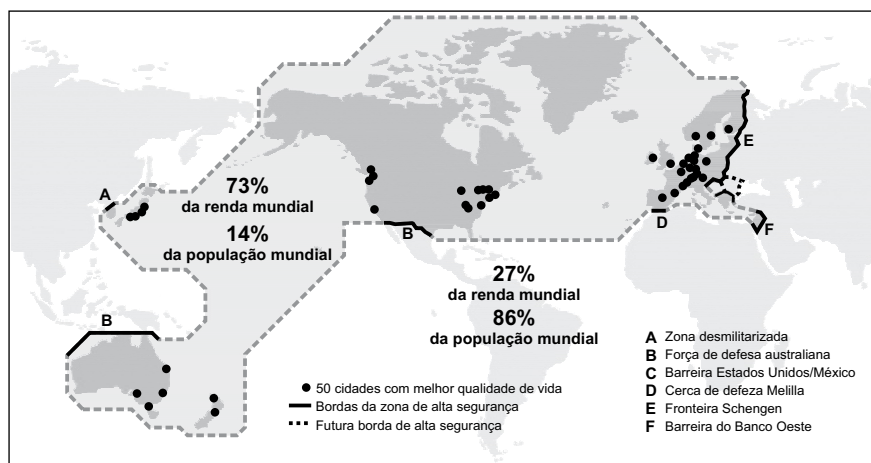 A
73%
da renda mundial
14%
da população mundial
B
E
D
F
27%
da renda mundial
86%
da população mundial
B
50 cidades com melhor qualidade de vida
Bordas da zona de alta segurança
Futura borda de alta segurança
A Zona desmilitarizada
B Força de defesa australiana
C Barreira Estados Unidos/México
D Cerca de defeza Melilla
E Fronteira Schengen
F Barreira do Banco Oeste